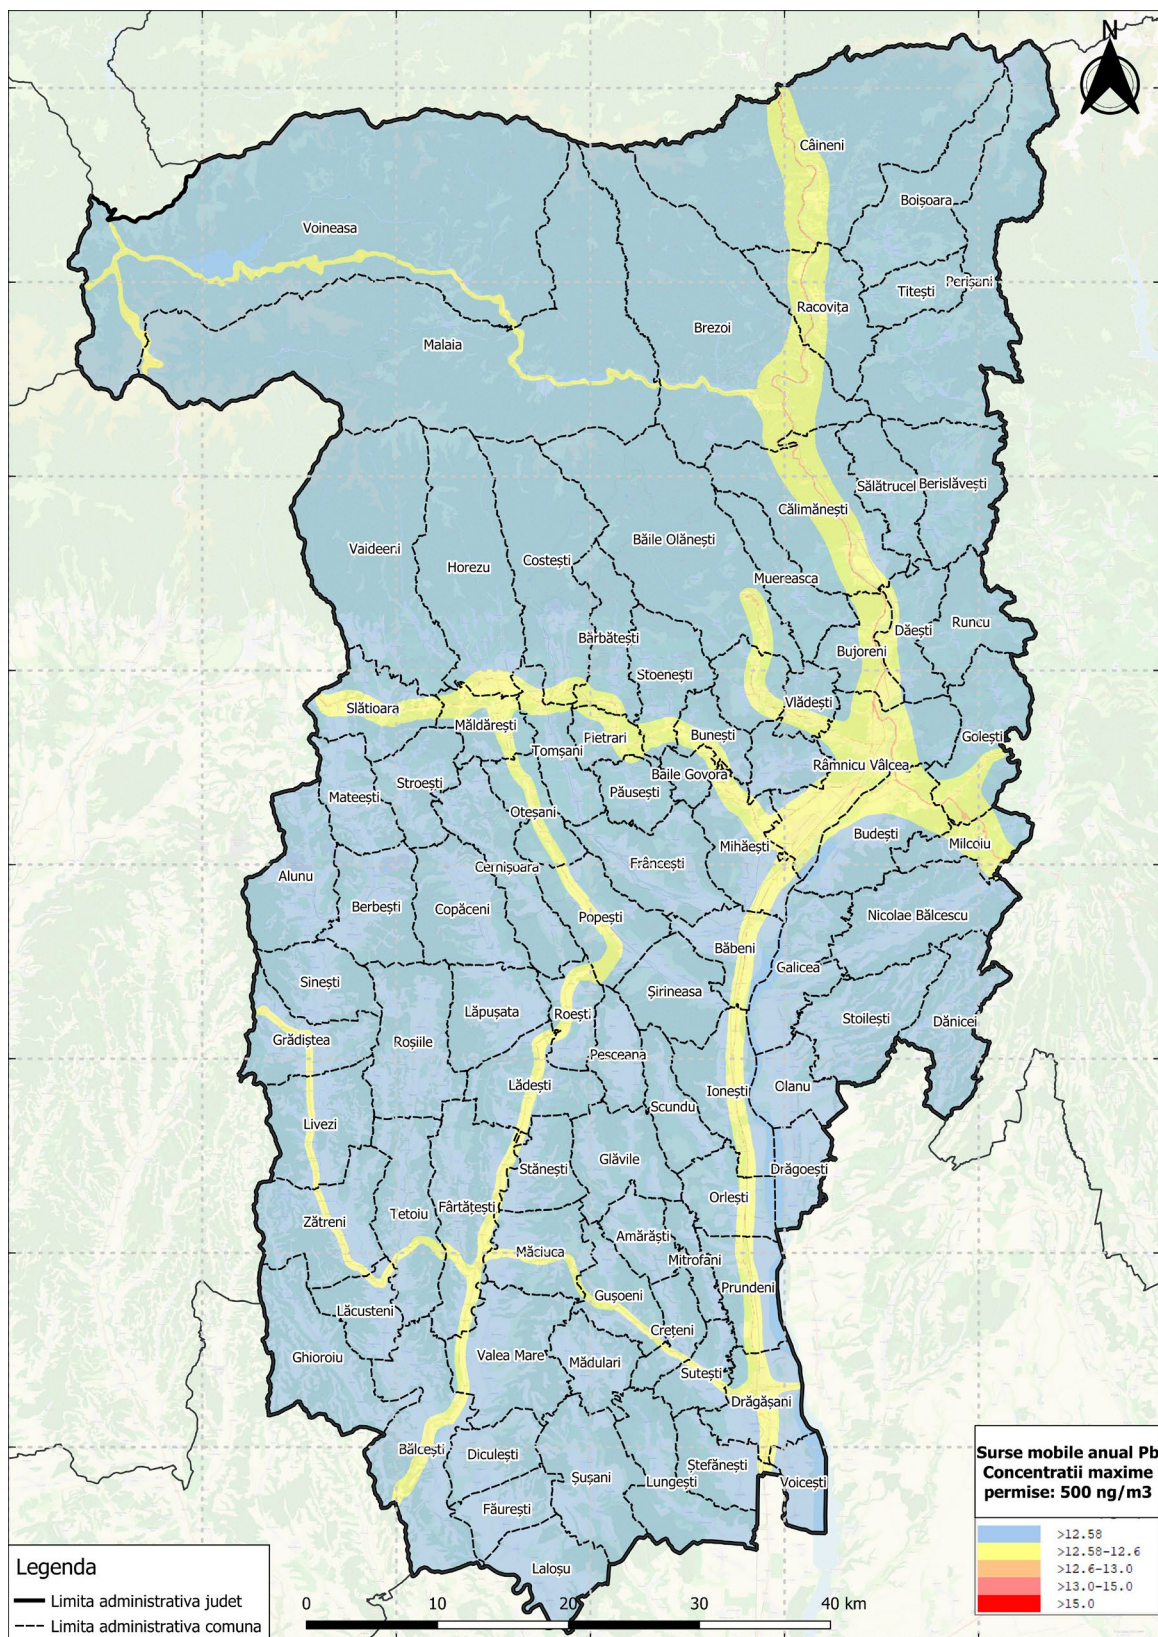 N
Câineni
Boișoara
Voineasa
Titești
Perișani
Racovița
Brezoi
Malaia
Sălătrucel
Berislăvești
Călimănești
Băile Olănești
Vaideeni
Costești
Horezu
Muereasca
Runcu
Dăești
Bărbătești
Bujoreni
Stoenești
Vlădești
Slătioara
Măldărești
Pietrari
Bunești
Golești
Tomșani
Râmnicu Vâlcea
Băile Govora
Stroești
Păușești
Mateești
Oteșani
Budești
Mihăești
Milcoiu
Frâncești
Cernișoara
Alunu
Berbești
Copăceni
Popești
Nicolae Bălcescu
Băbeni
Galicea
Sinești
Șirineasa
Lăpușata
Roești
Stoilești
Dănicei
Grădiștea
Roșiile
Pesceana
Lădești
Ionești
Olanu
Scundu
Livezi
Glăvile
Stănești
Drăgoești
Orlești
Fârtățești
Tetoiu
Zătreni
Amărăști
Măciuca
Mitrofani
Prundeni
Gușoeni
Lăcusteni
Crețeni
Ghioroiu
Valea Mare
Mădulari
Sutești
Drăgășani
Bălcești
Diculești
Ștefănești
Șușani
Lungești
Voicești
Făurești
Laloșu
Surse mobile anual Pb
Concentratii maxime
permise: 500 ng/m3
>12.58
>12.58-12.6
>12.6-13.0
>13.0-15.0
>15.0
Legenda
Limita administrativa judet
Limita administrativa comuna
0 10 20 30 40 km